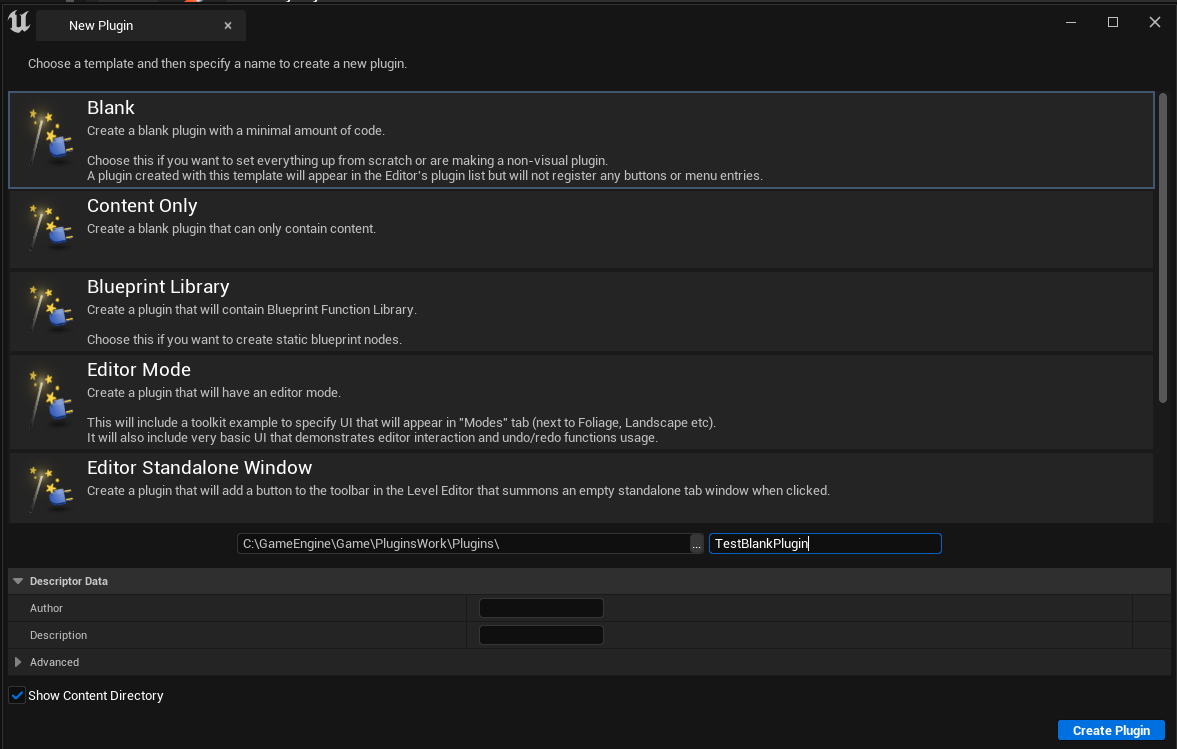 New Plugin
Choose a template and then specify a name to create a new plugin.
Blank
Create a blank plugin with a minimal amount of code.
Choose this if you want to set everything up from scratch or are making a non-visual plugin.
A plugin created with this template will appear in the Editor's plugin list but will not register any buttons or menu entries.
Content Only
Create a blank plugin that can only contain content.
Blueprint Library
Create a plugin that will contain Blueprint Function Library.
Choose this if you want to create static blueprint nodes.
Editor Mode
Create a plugin that will have an editor mode.
This will include a toolkit example to specify UI that will appear in "Modes" tab (next to Foliage, Landscape etc).
It will also include very basic UI that demonstrates editor interaction and undo/redo functions usage.
Editor Standalone Window
Create a plugin that will add a button to the toolbar in the Level Editor that summons an empty standalone tab window when clicked.
C:\GameEngine\Game\PluginsWork\Plugins\ ... TestBlankPlugin
Descriptor Data
Author
Description
Advanced
Show Content Directory
Create Plugin